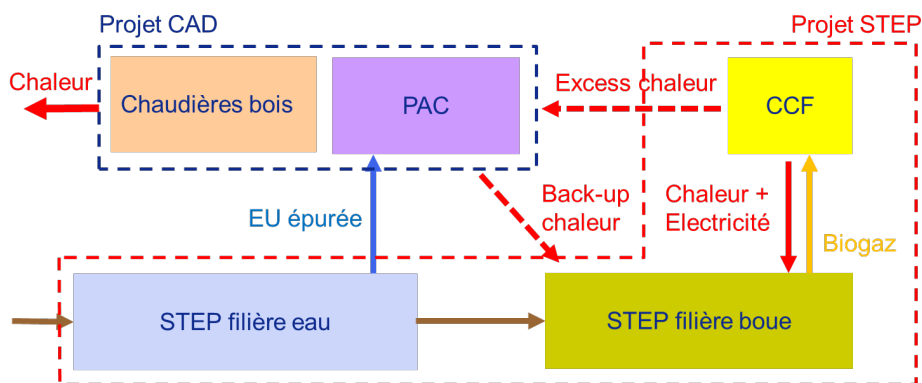 Projet CAD
Projet STEP
Chaleur
Chaudières bois
PAC
Excess chaleur
CCF
EU épurée
Back-up
chaleur
Chaleur +
Electricité
Biogaz
STEP filière eau
STEP filière boue